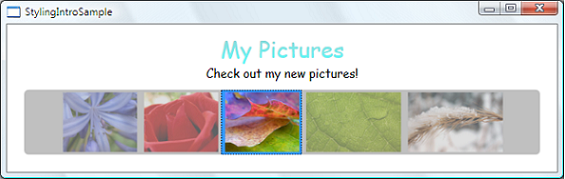 StylingIntroSample
My Pictures
Check out my new pictures!